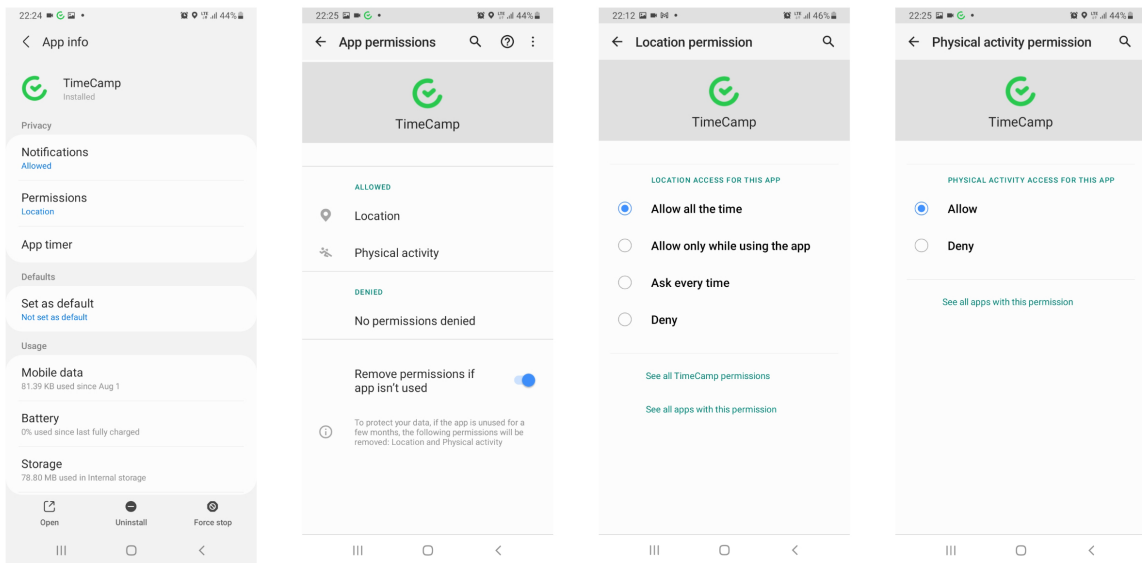 22:24
44%
App info
TimeCamp
Installed
Privacy
Notifications
Allowed
Permissions
Location
App timer
Defaults
Set as default
Not set as default
Usage
Mobile data
81.39 KB used since Aug 1
Battery
0% used since last fully charged
Storage
78.80 MB used in Internal storage
Open Uninstall Force stop
22:25
44%
App permissions
TimeCamp
ALLOWED
Location
Physical activity
DENIED
No permissions denied
Remove permissions if
app isn't used
To protect your data, if the app is unused for a
few months, the following permissions will be
removed: Location and Physical activity
22:12
46%
Location permission
TimeCamp
LOCATION ACCESS FOR THIS APP
Allow all the time
Allow only while using the app
Ask every time
Deny
See all TimeCamp permissions
See all apps with this permission
22:25
44%
Physical activity permission
TimeCamp
PHYSICAL ACTIVITY ACCESS FOR THIS APP
Allow
Deny
See all apps with this permission